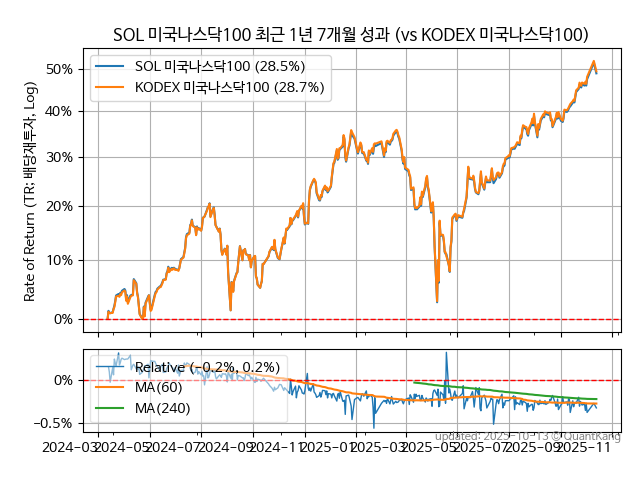 SOL 미국나스닥100 최근 1년 7개월 성과 (vs KODEX 미국나스닥100)
SOL 미국나스닥100 (28.5%)
KODEX 미국나스닥100 (28.7%)
Rate of Return (TR: 배당재투자, Log)
50%
40%
30%
20%
10%
0%
Relative (−0.2%, 0.2%)
MA(60)
MA(240)
0%
−0.5%
updated: 2025-10-13 © QuantKang
2024-03 2024-05 2024-07 2024-09 2024-11 2025-01 2025-03 2025-05 2025-07 2025-09 2025-11